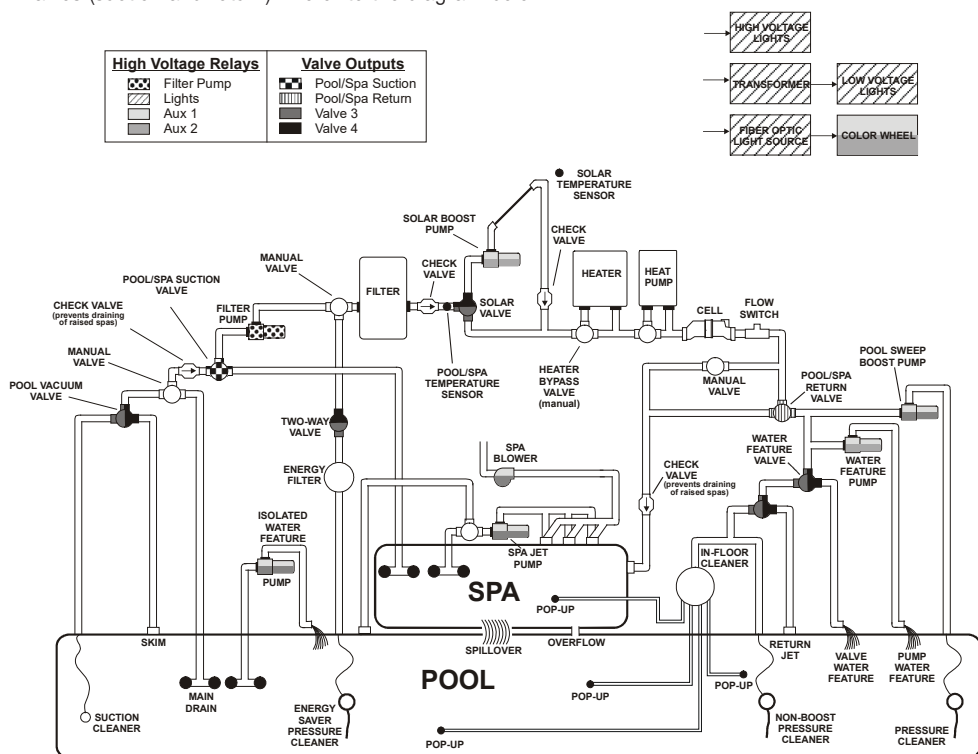 HIGH VOLTAGE
LIGHTS
TRANSFORMER
LOW VOLTAGE
LIGHTS
FIBER OPTIC
LIGHT SOURCE
COLOR WHEEL
High Voltage Relays
Filter Pump
Lights
Aux 1
Aux 2
Valve Outputs
Pool/Spa Suction
Pool/Spa Return
Valve 3
Valve 4
SOLAR
TEMPERATURE
SENSOR
SOLAR BOOST
PUMP
CHECK
VALVE
MANUAL
VALVE
CHECK
VALVE
FILTER
HEATER
HEAT
PUMP
SOLAR
VALVE
CELL
FLOW
SWITCH
POOL/SPA SUCTION
VALVE
CHECK VALVE
(prevents draining
of raised spas)
FILTER
PUMP
MANUAL
VALVE
POOL VACUUM
VALVE
POOL/SPA
TEMPERATURE
SENSOR
HEATER
BYPASS
VALVE
(manual)
MANUAL
VALVE
POOL SWEEP
BOOST PUMP
POOL/SPA
RETURN
VALVE
TWO-WAY
VALVE
ENERGY
FILTER
SPA
BLOWER
WATER
FEATURE
VALVE
WATER
FEATURE
PUMP
CHECK
VALVE
(prevents draining
of raised spas)
ISOLATED
WATER
FEATURE
PUMP
SPA JET
PUMP
IN-FLOOR
CLEANER
SPA
POP-UP
SKIM
SPILLOVER
OVERFLOW
RETURN
JET
VALVE
WATER
FEATURE
PUMP
WATER
FEATURE
POOL
MAIN
DRAIN
POP-UP
POP-UP
SUCTION
CLEANER
ENERGY
SAVER
PRESSURE
CLEANER
POP-UP
NON-BOOST
PRESSURE
CLEANER
PRESSURE
CLEANER